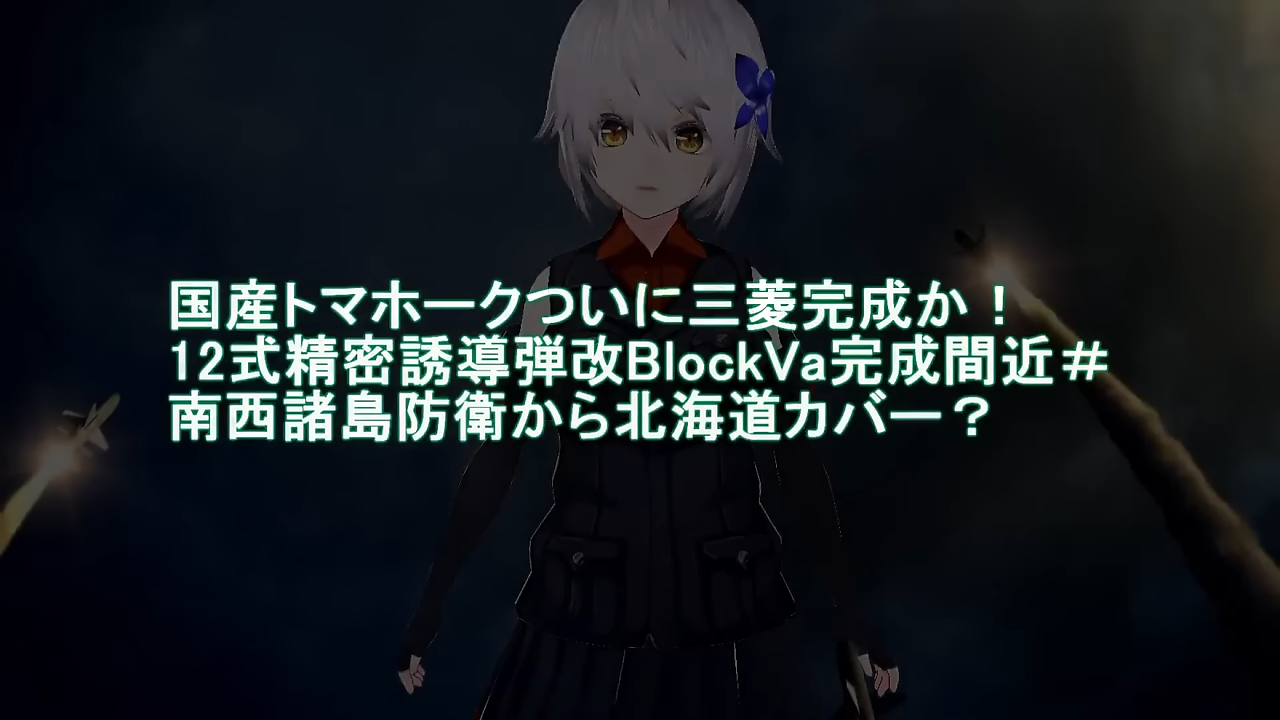 国産トマホークついに三菱完成か！
12式精密誘導弾改BlockVa完成間近＃
南西諸島防衛から北海道カバー？